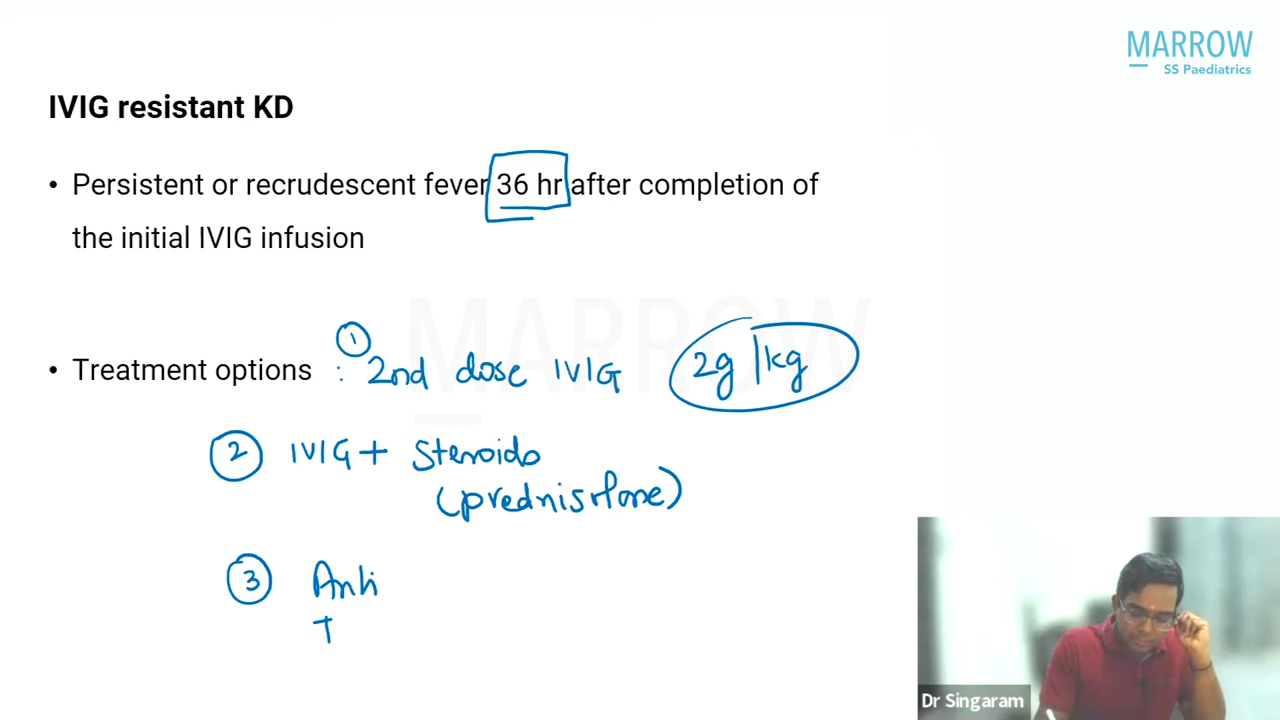 MARROW
SS Paediatrics
IVIG resistant KD
• Persistent or recrudescent fever 36 hr after completion of
the initial IVIG infusion
MARROW
①
• Treatment options : 2nd dose IVIG 2g/kg
② IVIG + Steroids
(prednisolone)
③ Anti
T
Dr Singaram